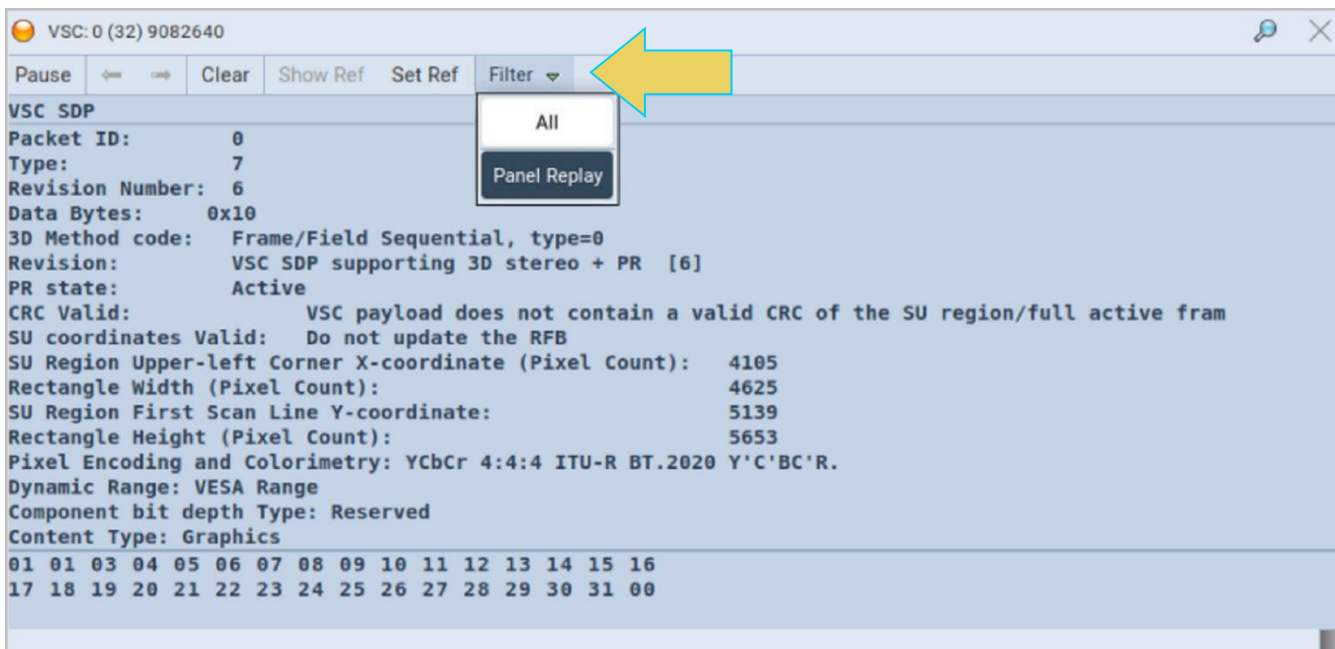 VSC: 0 (32) 9082640
Pause Clear Show Ref Set Ref Filter
All
Panel Replay
VSC SDP
Packet ID: 0
Type: 7
Revision Number: 6
Data Bytes: 0x10
3D Method code: Frame/Field Sequential, type=0
Revision: VSC SDP supporting 3D stereo + PR [6]
PR state: Active
CRC Valid: VSC payload does not contain a valid CRC of the SU region/full active fram
SU coordinates Valid: Do not update the RFB
SU Region Upper-left Corner X-coordinate (Pixel Count): 4105
Rectangle Width (Pixel Count): 4625
SU Region First Scan Line Y-coordinate: 5139
Rectangle Height (Pixel Count): 5653
Pixel Encoding and Colorimetry: YCbCr 4:4:4 ITU-R BT.2020 Y'C'BC'R.
Dynamic Range: VESA Range
Component bit depth Type: Reserved
Content Type: Graphics
01 01 03 04 05 06 07 08 09 10 11 12 13 14 15 16
17 18 19 20 21 22 23 24 25 26 27 28 29 30 31 00